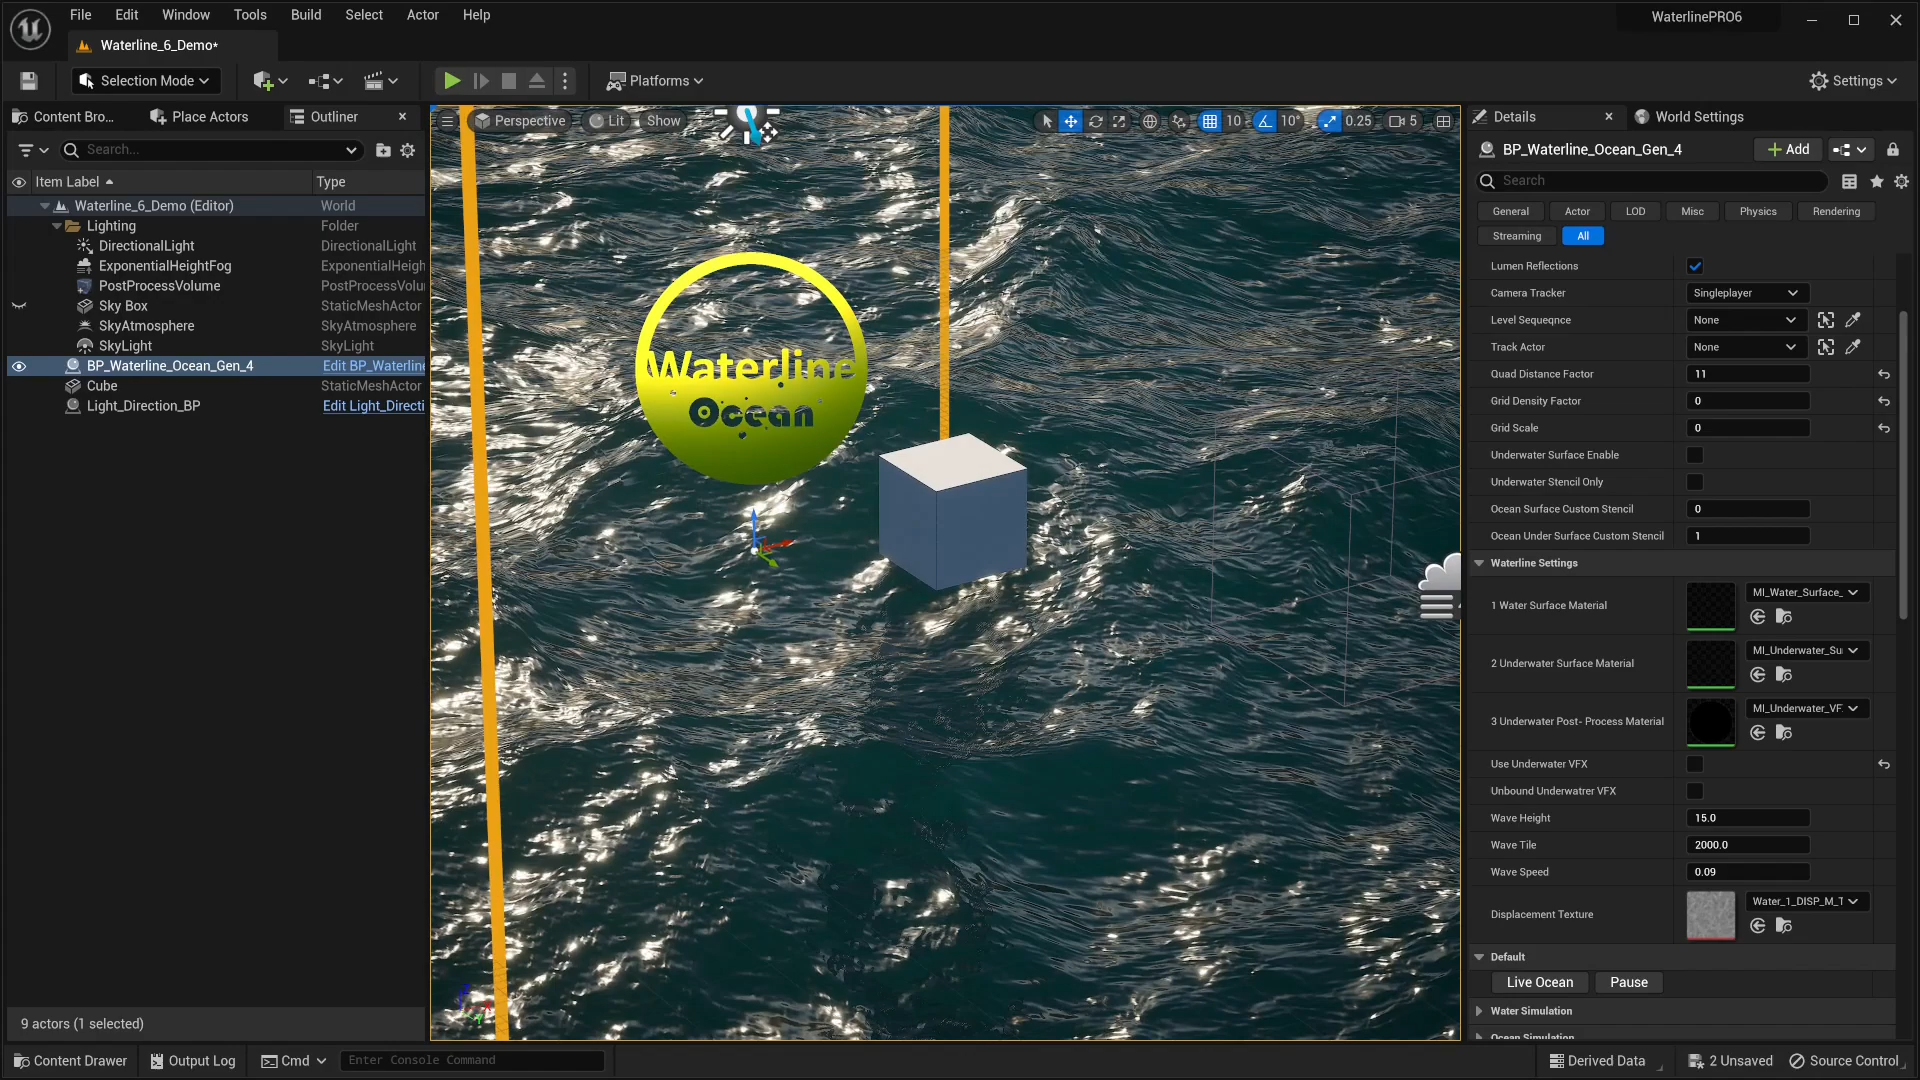 File Edit Window Tools Build Select Actor Help
WaterlinePRO6
Waterline_6_Demo*
Selection Mode
Platforms
Settings
Content Bro...
Place Actors
Outliner
Search...
Item Label
Type
Waterline_6_Demo (Editor) World
Lighting Folder
DirectionalLight DirectionalLight
ExponentialHeightFog ExponentialHeigh
PostProcessVolume PostProcessVolu
Sky Box StaticMeshActor
SkyAtmosphere SkyAtmosphere
SkyLight SkyLight
BP_Waterline_Ocean_Gen_4 Edit BP_Waterline
Cube StaticMeshActor
Light_Direction_BP Edit Light_Directi
9 actors (1 selected)
Perspective Lit Show
10 10° 0.25 5
Waterline
Ocean
Details
World Settings
BP_Waterline_Ocean_Gen_4
Add
Search
General Actor LOD Misc Physics Rendering
Streaming All
Lumen Reflections
Camera Tracker Singleplayer
Level Sequeqnce None
Track Actor None
Quad Distance Factor 11
Grid Density Factor 0
Grid Scale 0
Underwater Surface Enable
Underwater Stencil Only
Ocean Surface Custom Stencil 0
Ocean Under Surface Custom Stencil 1
Waterline Settings
1 Water Surface Material MI_Water_Surface_
2 Underwater Surface Material MI_Underwater_Su
3 Underwater Post- Process Material MI_Underwater_VF
Use Underwater VFX
Unbound Underwatrer VFX
Wave Height 15.0
Wave Tile 2000.0
Wave Speed 0.09
Displacement Texture Water_1_DISP_M_T
Default
Live Ocean Pause
Water Simulation
Ocean Simulation
Content Drawer
Output Log
Cmd
Enter Console Command
Derived Data
2 Unsaved
Source Control